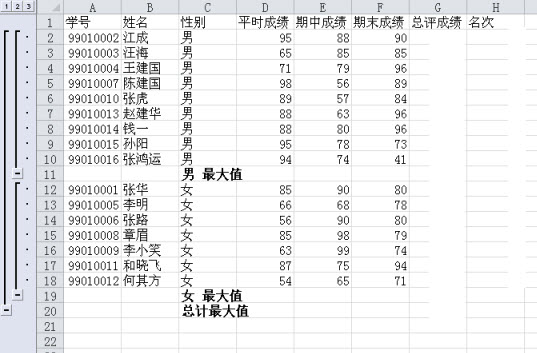 1 2 3 A B C D E F G H
1 学号 姓名 性别 平时成绩 期中成绩 期末成绩 总评成绩 名次
2 99010002 江成 男 95 88 90
3 99010003 汪海 男 65 85 85
4 99010004 王建国 男 71 79 96
5 99010007 陈建国 男 98 56 89
6 99010010 张虎 男 89 57 84
7 99010013 赵建华 男 88 63 96
8 99010014 钱一 男 88 80 96
9 99010015 孙阳 男 95 78 73
10 99010016 张鸿运 男 94 74 41
11 男 最大值
12 99010001 张华 女 85 90 80
13 99010005 李明 女 66 68 78
14 99010006 张路 女 56 90 80
15 99010008 章眉 女 85 98 79
16 99010009 李小笑 女 63 99 74
17 99010011 和晓飞 女 87 75 94
18 99010012 何其方 女 54 65 71
19 女 最大值
20 总计最大值
21
22